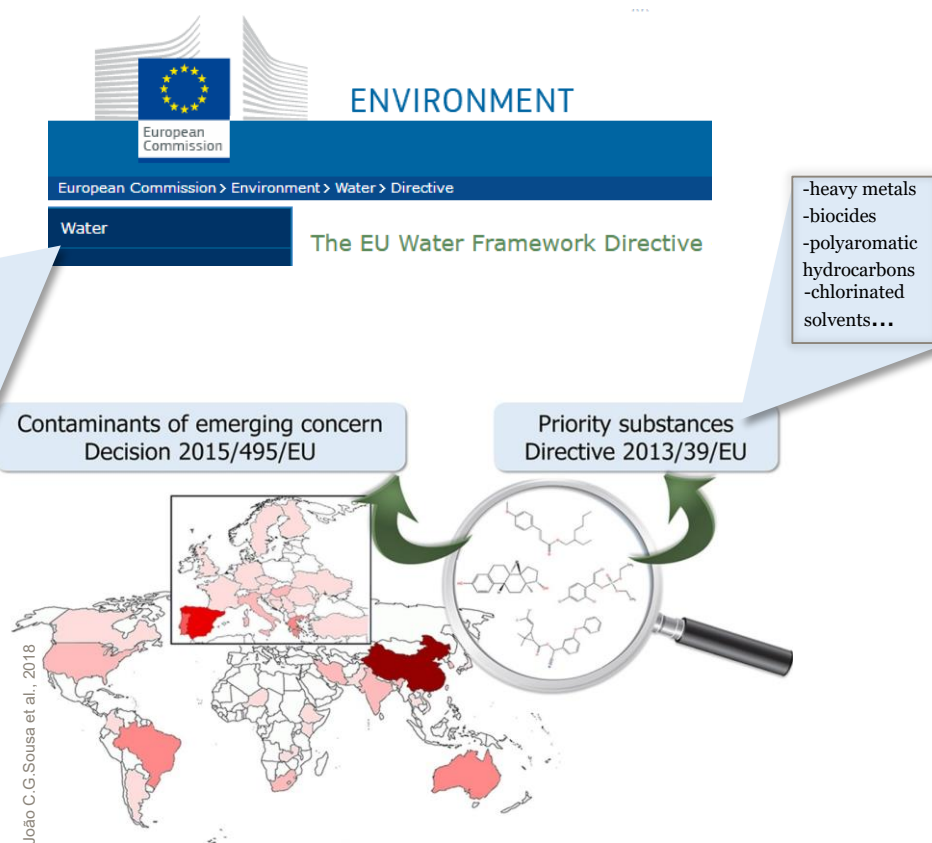 ....
European
Commission
ENVIRONMENT
European Commission > Environment > Water > Directive
Water
The EU Water Framework Directive
-heavy metals
-biocides
-polyaromatic
hydrocarbons
-chlorinated
solvents...
Contaminants of emerging concern
Decision 2015/495/EU
Priority substances
Directive 2013/39/EU
João C.G.Sousa et al., 2018